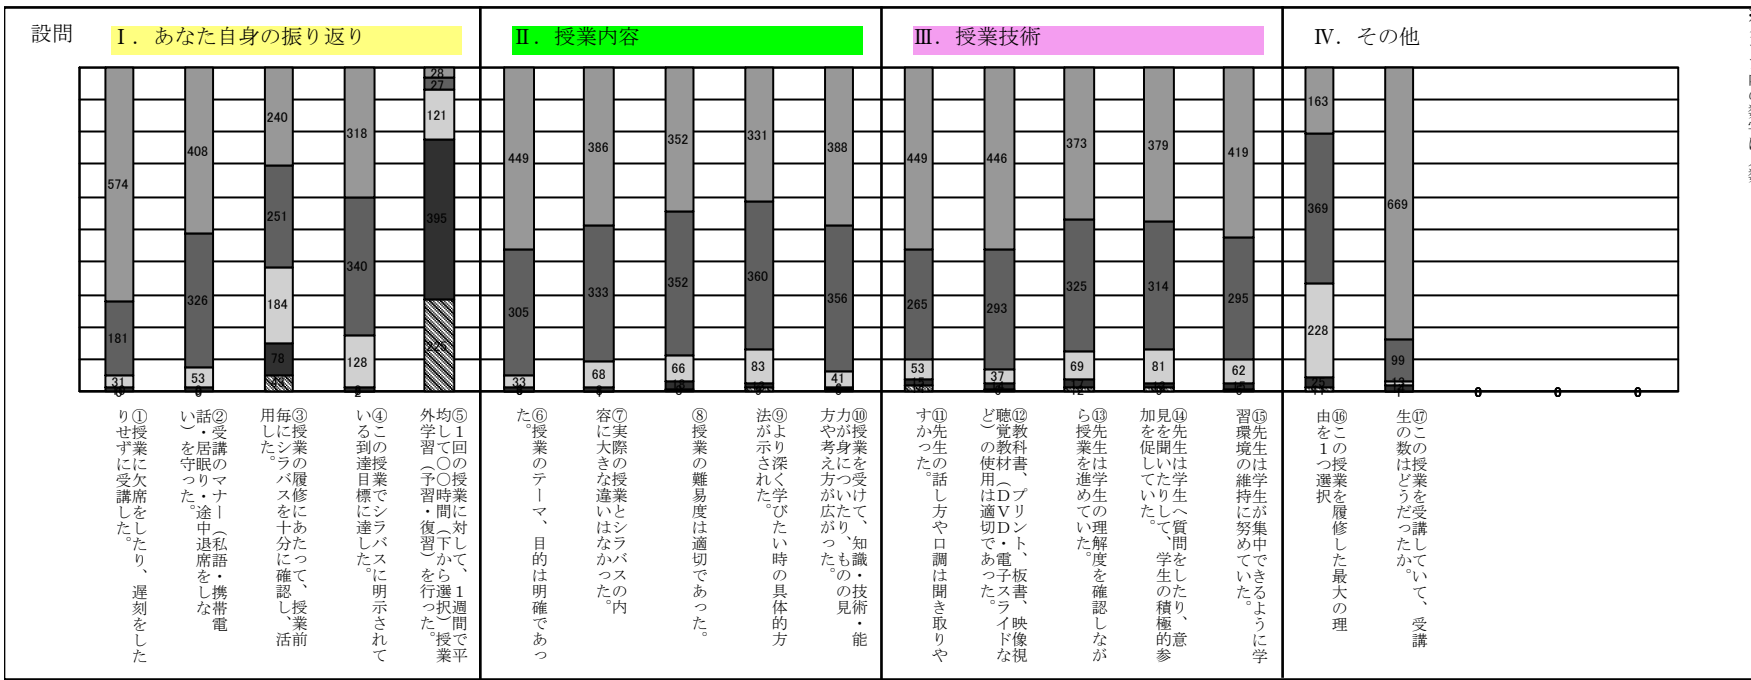 設問
Ⅰ．あなた自身の振り返り
Ⅱ．授業内容
Ⅲ．授業技術
Ⅳ．その他
574
181
31
408
326
53
240
251
184
78
43
318
340
128
2
28
27
121
395
225
449
305
33
386
333
68
352
352
66
18
331
360
83
388
356
41
449
265
53
15
446
293
37
14
373
325
69
17
12
379
314
81
419
295
62
15
163
369
228
25
11
669
99
13
0
0
0
①授業に欠席をしたり、遅刻をした
りせずに受講した。
②受講のマナー（私語・携帯電
話・居眠り・途中退席をしな
い）を守った。
③授業の履修にあたって、授業前
毎にシラバスを十分に確認し、活
用した。
④この授業でシラバスに明示されて
いる到達目標に達した。
⑤１回の授業に対して、１週間で平
均して〇〇時間（下から選択）授業
外学習（予習・復習）を行った。
⑥授業のテーマ、目的は明確であっ
た。
⑦実際の授業とシラバスの内
容に大きな違いはなかった。
⑧授業の難易度は適切であった。
⑨より深く学びたい時の具体的方
法が示された。
⑩授業を受けて、知識・技術・能
力が身についたり、ものの見
方や考え方が広がった。
⑪先生の話し方や口調は聞き取りや
すかった。
⑫教科書、プリント、板書、映像視
聴覚教材（ＤＶＤ・電子スライドな
ど）の使用は適切であった。
⑬先生は学生の理解度を確認しなが
ら授業を進めていた。
⑭先生は学生へ質問をしたり、意
見を聞いたりして、学生の積極的参
加を促していた。
⑮先生は学生が集中できるように学
習環境の維持に努めていた。
⑯この授業を履修した最大の理
由を１つ選択
⑰この授業を受講していて、受講
生の数はどうだったか。